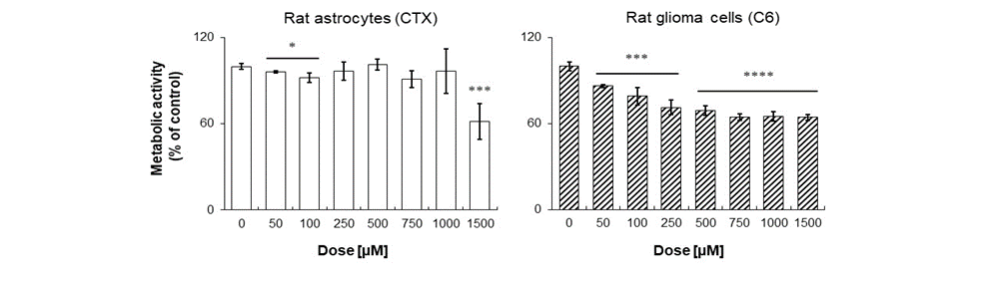 Rat astrocytes (CTX)
Rat glioma cells (C6)
Metabolic activity
(% of control)
120
60
0
*
***
0 50 100 250 500 750 1000 1500
Dose [µM]
120
60
0
***
****
0 50 100 250 500 750 1000 1500
Dose [µM]